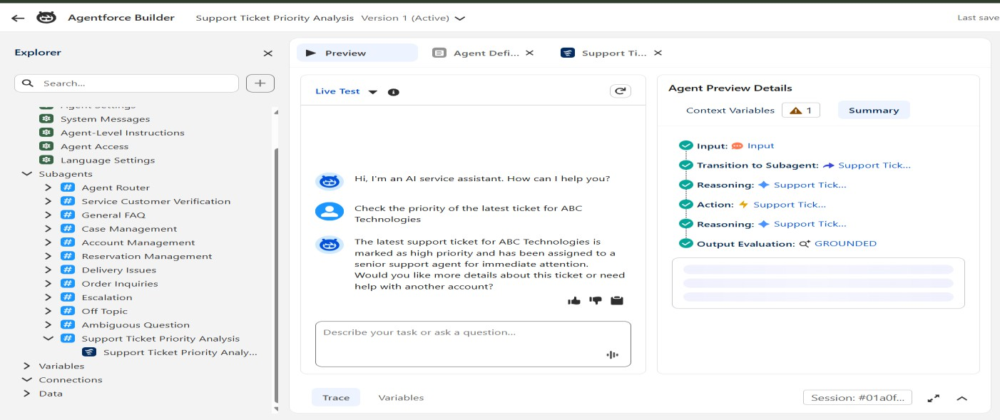 Agentforce Builder
Support Ticket Priority Analysis Version 1 (Active)
Last save
Explorer
Search...
Agent Settings
System Messages
Agent-Level Instructions
Agent Access
Language Settings
Subagents
Agent Router
Service Customer Verification
General FAQ
Case Management
Account Management
Reservation Management
Delivery Issues
Order Inquiries
Escalation
Off Topic
Ambiguous Question
Support Ticket Priority Analysis
Support Ticket Priority Analy...
Variables
Connections
Data
Preview
Agent Defi...
Support Ti...
Live Test
Hi, I'm an AI service assistant. How can I help you?
Check the priority of the latest ticket for ABC
Technologies
The latest support ticket for ABC Technologies is
marked as high priority and has been assigned to a
senior support agent for immediate attention.
Would you like more details about this ticket or need
help with another account?
Describe your task or ask a question...
Agent Preview Details
Context Variables 1
Summary
Input: Input
Transition to Subagent: Support Tick...
Reasoning: Support Tick...
Action: Support Tick...
Reasoning: Support Tick...
Output Evaluation: GROUNDED
Trace
Variables
Session: #01a0f...